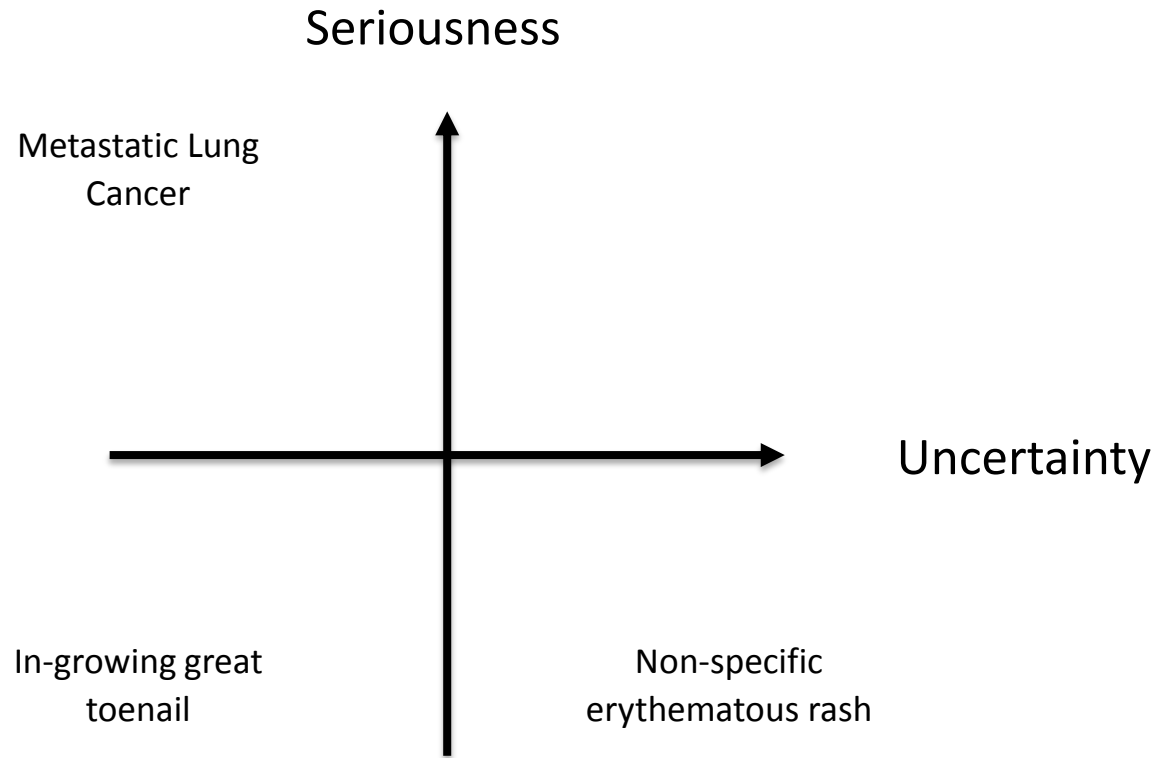 Seriousness
Metastatic Lung
Cancer
Uncertainty
In-growing great
toenail
Non-specific
erythematous rash